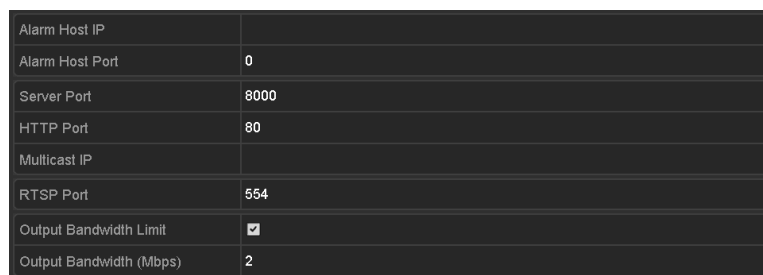 Alarm Host IP
Alarm Host Port 0
Server Port 8000
HTTP Port 80
Multicast IP
RTSP Port 554
Output Bandwidth Limit
Output Bandwidth (Mbps) 2